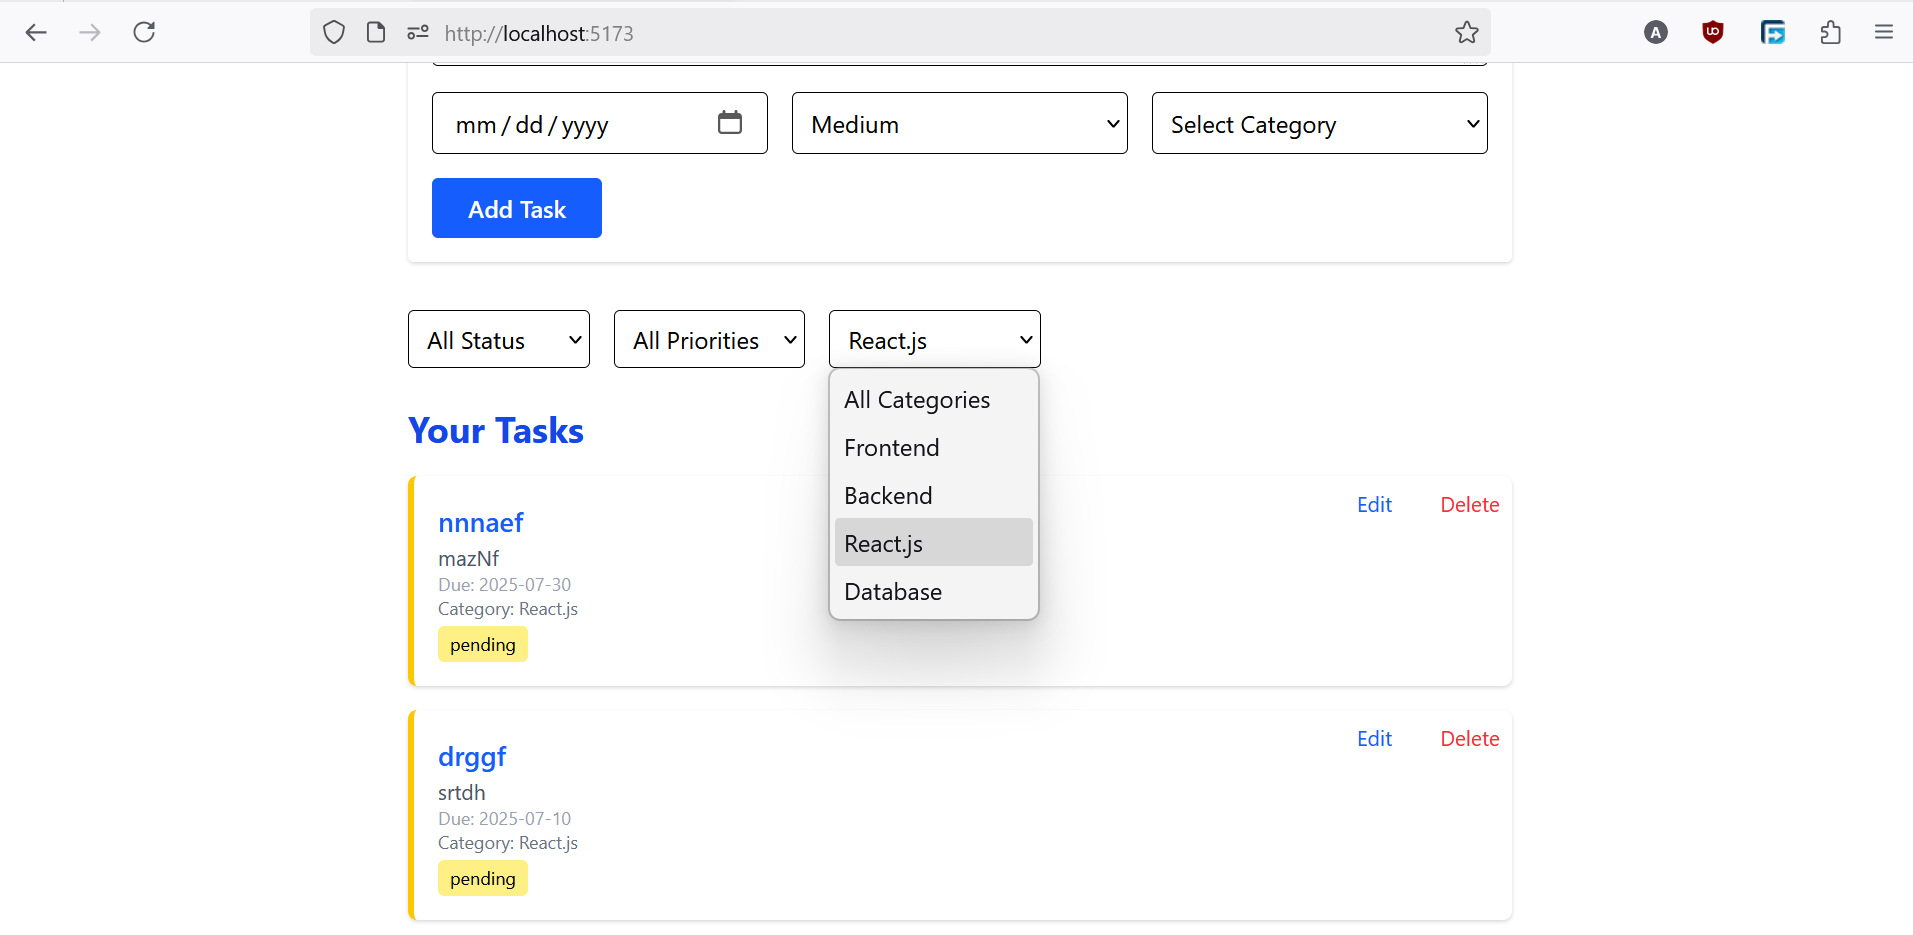 http://localhost:5173
mm/dd/yyyy
Medium
Select Category
Add Task
All Status
All Priorities
React.js
All Categories
Frontend
Backend
React.js
Database
Your Tasks
nnnaef
Edit
Delete
mazNf
Due: 2025-07-30
Category: React.js
pending
drggf
Edit
Delete
srtdh
Due: 2025-07-10
Category: React.js
pending
A
UO